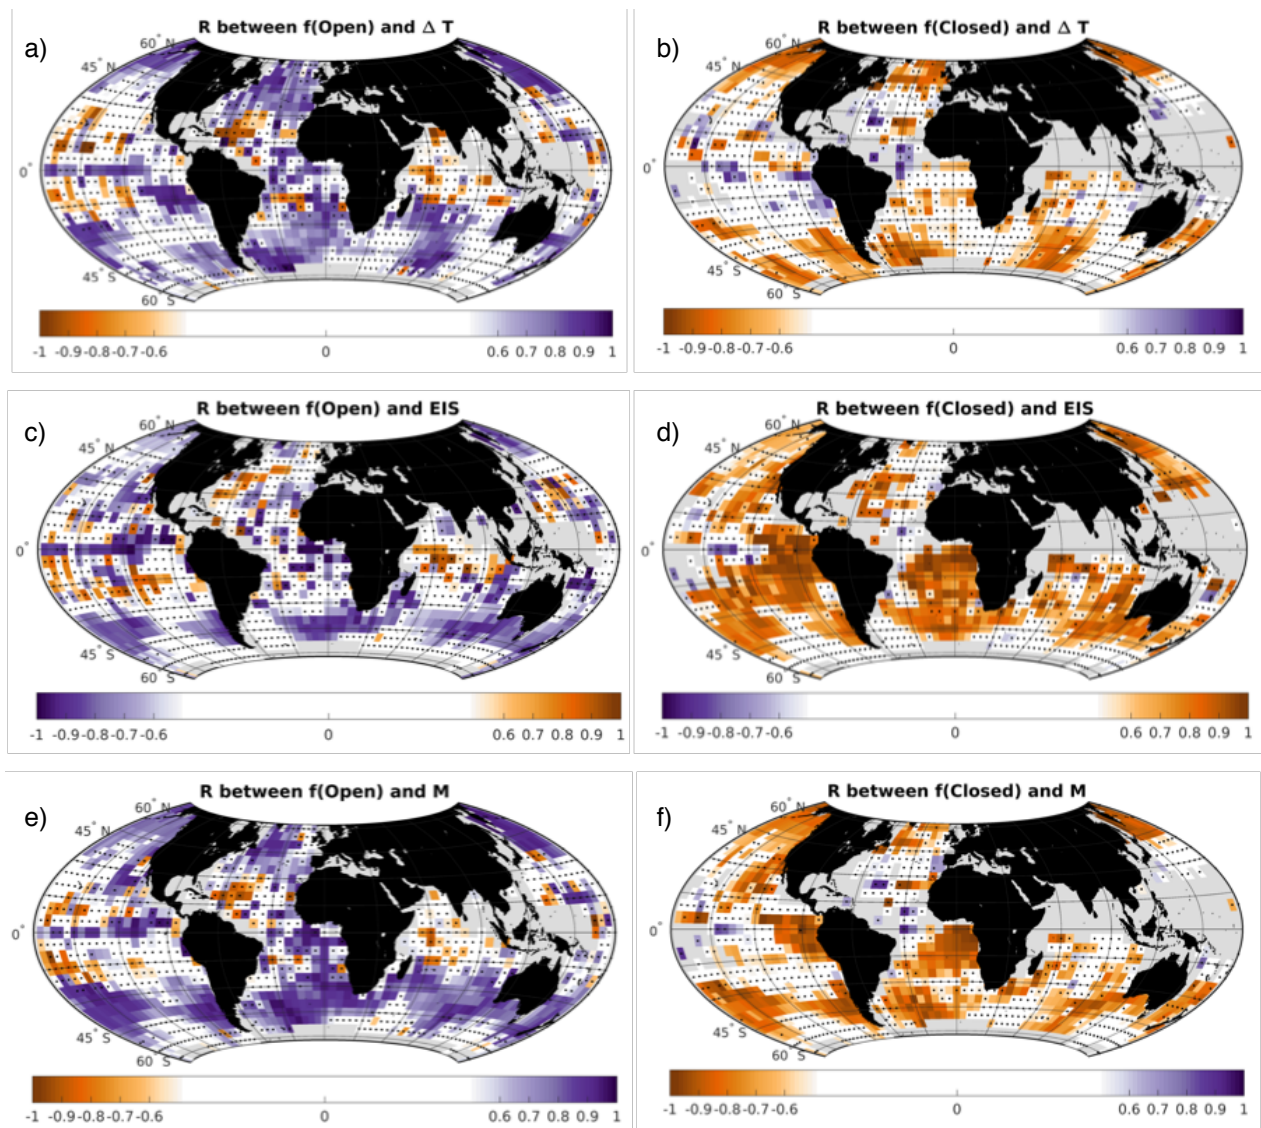 a)
R between f(Open) and Δ T
60° N
45° N
0°
45° S
60° S
-1 -0.9 -0.8 -0.7 -0.6 0 0.6 0.7 0.8 0.9 1
b)
R between f(Closed) and Δ T
60° N
45° N
0°
45° S
60° S
-1 -0.9 -0.8 -0.7 -0.6 0 0.6 0.7 0.8 0.9 1
c)
R between f(Open) and EIS
60° N
45° N
0°
45° S
60° S
-1 -0.9 -0.8 -0.7 -0.6 0 0.6 0.7 0.8 0.9 1
d)
R between f(Closed) and EIS
60° N
45° N
0°
45° S
60° S
-1 -0.9 -0.8 -0.7 -0.6 0 0.6 0.7 0.8 0.9 1
e)
R between f(Open) and M
60° N
45° N
0°
45° S
60° S
-1 -0.9 -0.8 -0.7 -0.6 0 0.6 0.7 0.8 0.9 1
f)
R between f(Closed) and M
60° N
45° N
0°
45° S
60° S
-1 -0.9 -0.8 -0.7 -0.6 0 0.6 0.7 0.8 0.9 1